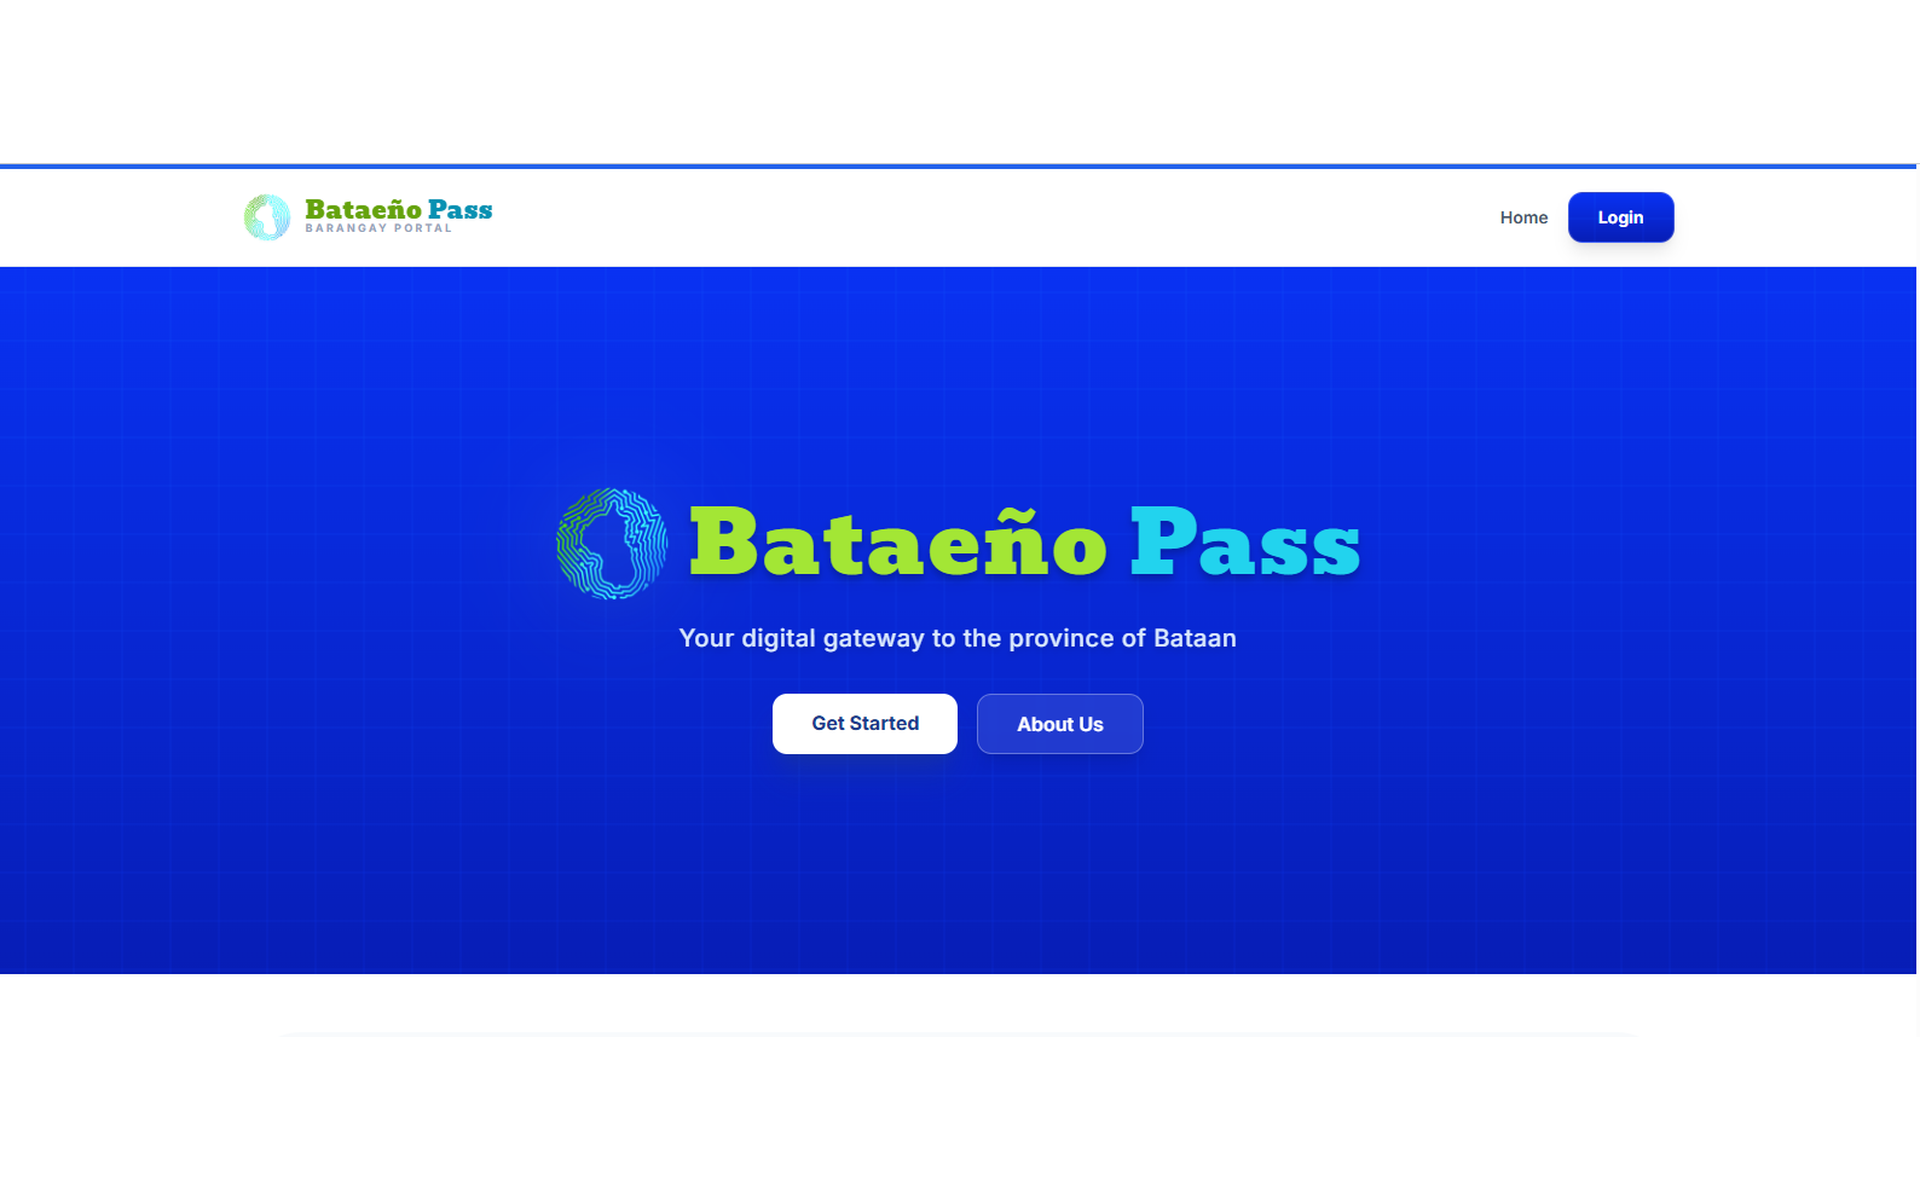 Bataeño Pass
BARANGAY PORTAL
Home
Login
Bataeño Pass
Your digital gateway to the province of Bataan
Get Started
About Us